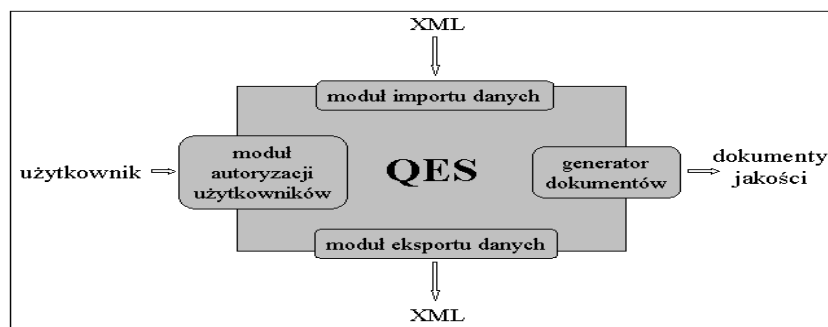 XML
moduł importu danych
użytkownik
moduł
autoryzacji
użytkowników
QES
generator
dokumentów
dokumenty
jakości
moduł eksportu danych
XML